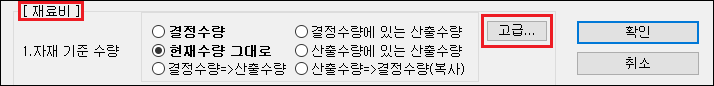 [ 재료비 ]
결정수량 결정수량에 있는 산출수량 고급... 확인
1.자재 기준 수량 현재수량 그대로 산출수량에 있는 산출수량
결정수량=>산출수량 산출수량=>결정수량(복사) 취소